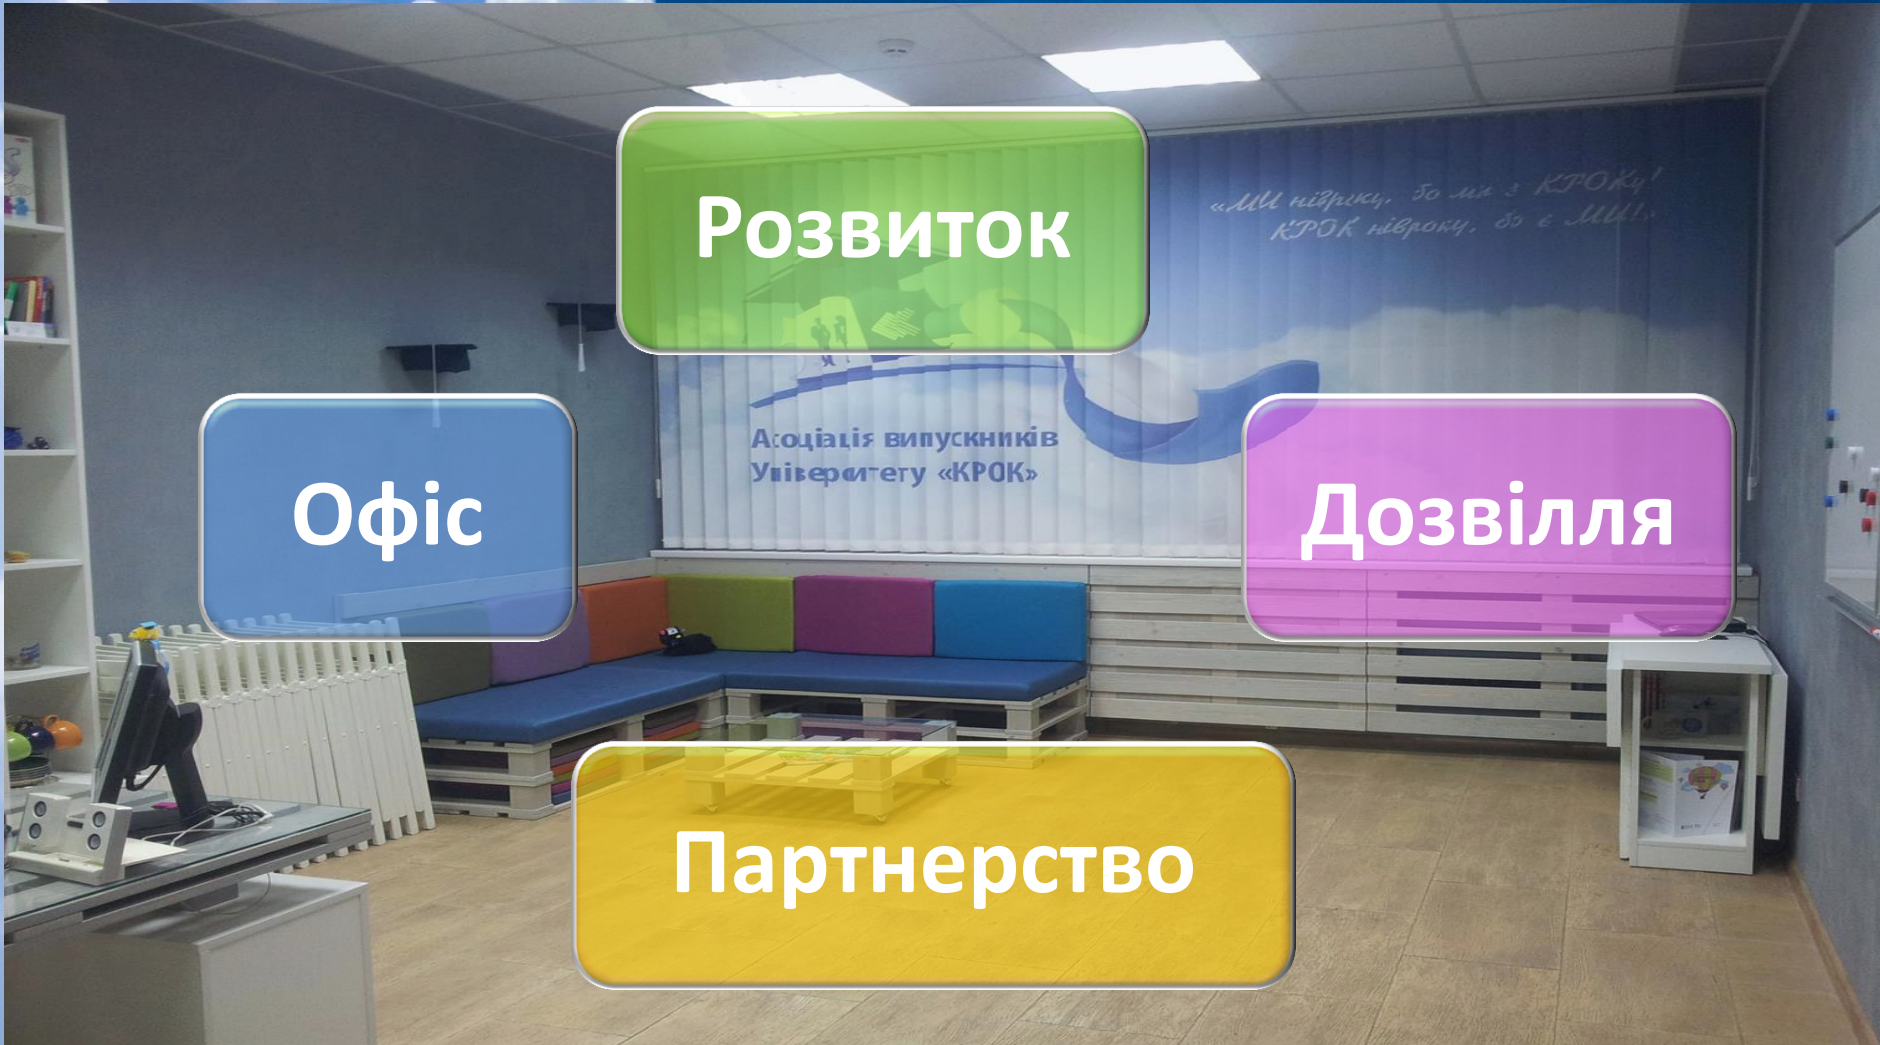 Розвиток
«МИ нівроку, бо ми з КРОКу!
КРОК нівроку, бо є МИ!»
Асоціація випускників
Університету «КРОК»
Офіс
Дозвілля
Партнерство